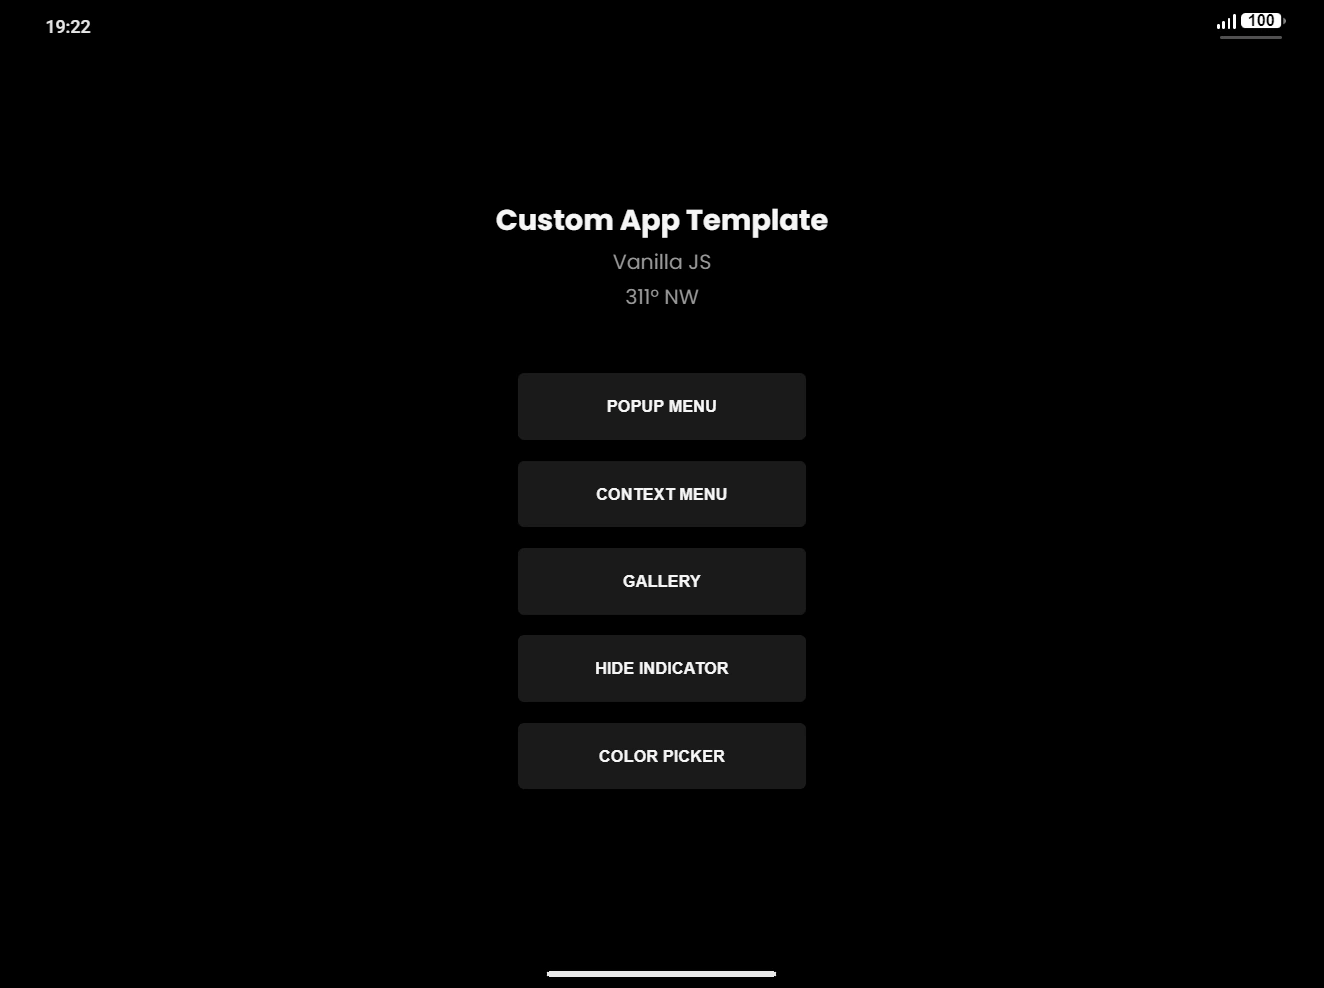 19:22
100
Custom App Template
Vanilla JS
311° NW
POPUP MENU
CONTEXT MENU
GALLERY
HIDE INDICATOR
COLOR PICKER